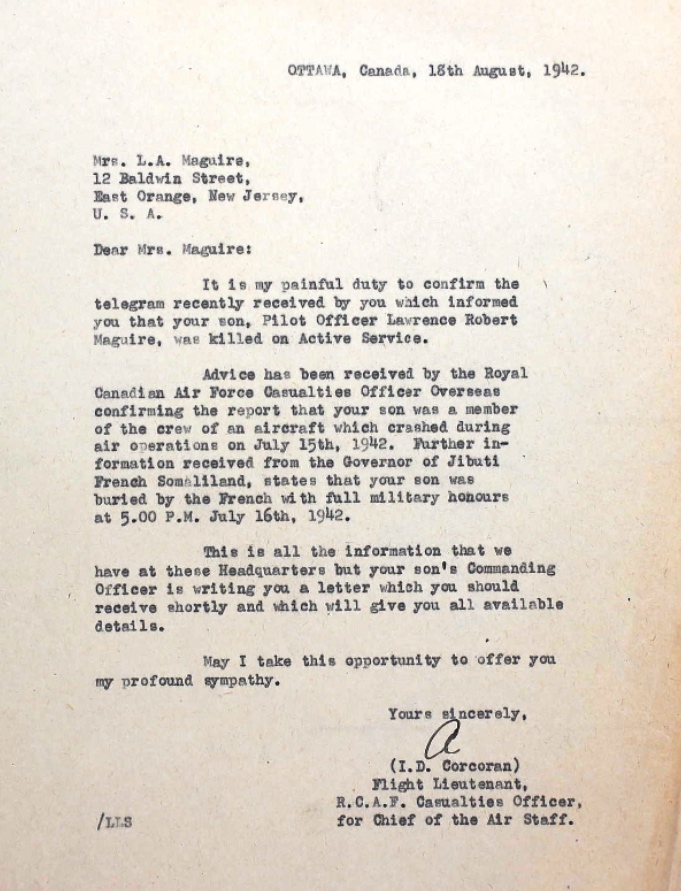 OTTAWA, Canada, 18th August, 1942.
Mrs. L.A. Maguire,
12 Baldwin Street,
East Orange, New Jersey,
U. S. A.
Dear Mrs. Maguire:
It is my painful duty to confirm the
telegram recently received by you which informed
you that your son, Pilot Officer Lawrence Robert
Maguire, was killed on Active Service.
Advice has been received by the Royal
Canadian Air Force Casualties Officer Overseas
confirming the report that your son was a member
of the crew of an aircraft which crashed during
air operations on July 15th, 1942. Further in-
formation received from the Governor of Jibuti
French Somaliland, states that your son was
buried by the French with full military honours
at 5.00 P.M. July 16th, 1942.
This is all the information that we
have at these Headquarters but your son's Commanding
Officer is writing you a letter which you should
receive shortly and which will give you all available
details.
May I take this opportunity to offer you
my profound sympathy.
Yours sincerely,
(I.D. Corcoran)
Flight Lieutenant,
R.C.A.F. Casualties Officer,
for Chief of the Air Staff.
/LLS